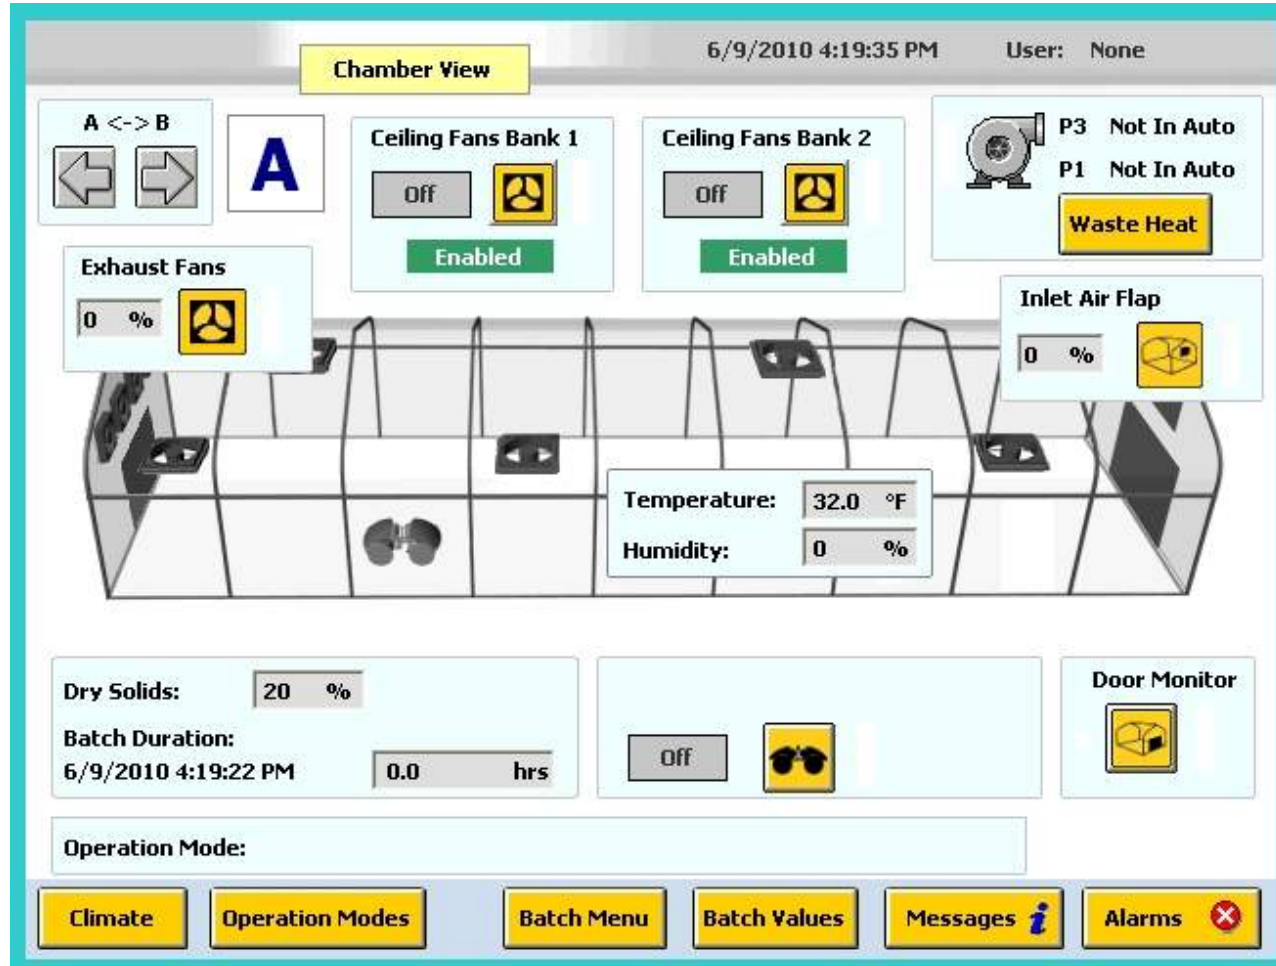 6/9/2010 4:19:35 PM User: None
Chamber View
A <-> B
A
Ceiling Fans Bank 1
Off
Enabled
Ceiling Fans Bank 2
Off
Enabled
P3 Not In Auto
P1 Not In Auto
Waste Heat
Exhaust Fans
0 %
Inlet Air Flap
0 %
Temperature: 32.0 °F
Humidity: 0 %
Dry Solids: 20 %
Batch Duration:
6/9/2010 4:19:22 PM 0.0 hrs
Off
Door Monitor
Operation Mode:
Climate
Operation Modes
Batch Menu
Batch Values
Messages i
Alarms